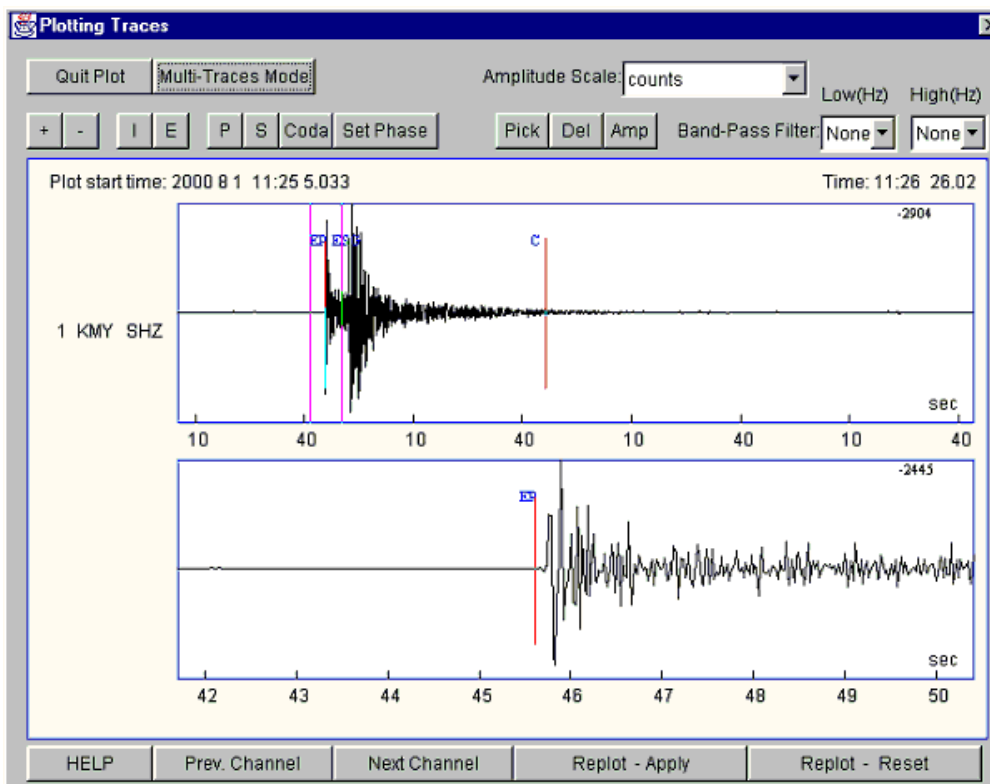 Plotting Traces
Quit Plot Multi-Traces Mode Amplitude Scale: counts
Low(Hz) High(Hz)
+ - I E P S Coda Set Phase Pick Del Amp Band-Pass Filter: None None
Plot start time: 2000 8 1 11:25 5.033 Time: 11:26 26.02
-2904
EP ES C
1 KMY SHZ
sec
10 40 10 40 10 40 10 40
-2445
EP
sec
42 43 44 45 46 47 48 49 50
HELP Prev. Channel Next Channel Replot - Apply Replot - Reset